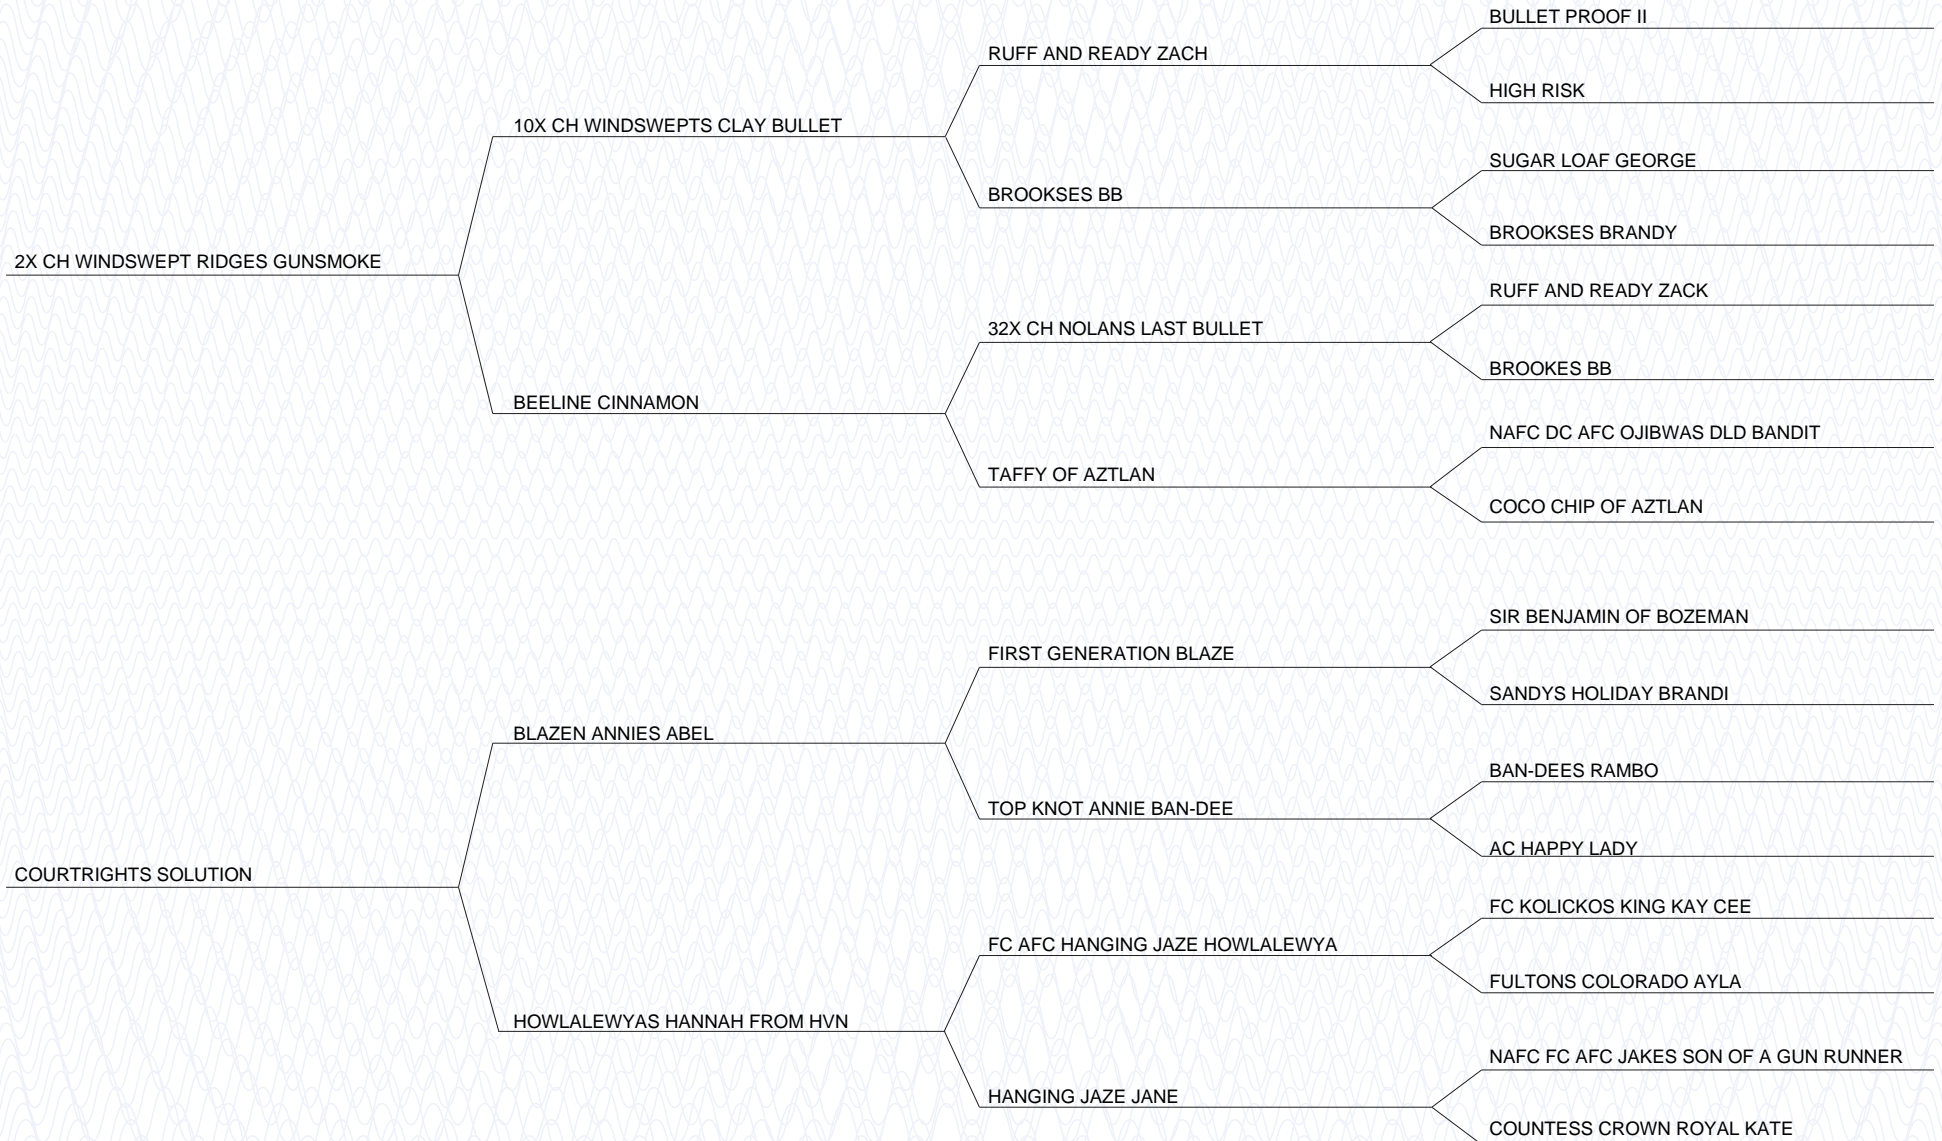 BULLET PROOF II
RUFF AND READY ZACH
HIGH RISK
10X CH WINDSWEPTS CLAY BULLET
SUGAR LOAF GEORGE
BROOKSES BB
BROOKSES BRANDY
2X CH WINDSWEPT RIDGES GUNSMOKE
RUFF AND READY ZACK
32X CH NOLANS LAST BULLET
BROOKES BB
BEELINE CINNAMON
NAFC DC AFC OJIBWAS DLD BANDIT
TAFFY OF AZTLAN
COCO CHIP OF AZTLAN
SIR BENJAMIN OF BOZEMAN
FIRST GENERATION BLAZE
SANDYS HOLIDAY BRANDI
BLAZEN ANNIES ABEL
BAN-DEES RAMBO
TOP KNOT ANNIE BAN-DEE
AC HAPPY LADY
COURTRIGHTS SOLUTION
FC KOLICKOS KING KAY CEE
FC AFC HANGING JAZE HOWLALEWYA
FULTONS COLORADO AYLA
HOWLALEWYAS HANNAH FROM HVN
NAFC FC AFC JAKES SON OF A GUN RUNNER
HANGING JAZE JANE
COUNTESS CROWN ROYAL KATE